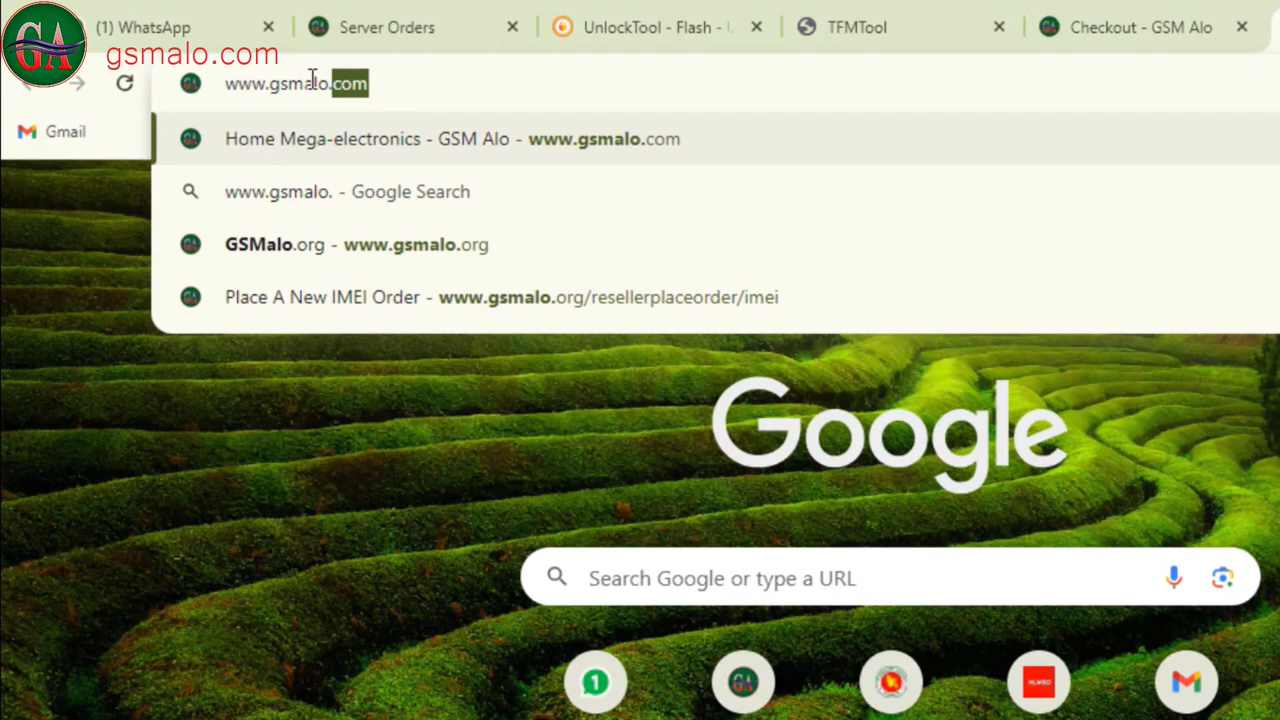 (1) WhatsApp
Server Orders
UnlockTool - Flash -
TFMTool
Checkout - GSM Alo
GA
gsmalo.com
www.gsmalo.com
Gmail
Home Mega-electronics - GSM Alo - www.gsmalo.com
www.gsmalo. - Google Search
GSMalo.org - www.gsmalo.org
Place A New IMEI Order - www.gsmalo.org/resellerplaceorder/imei
Google
Search Google or type a URL
1
GA